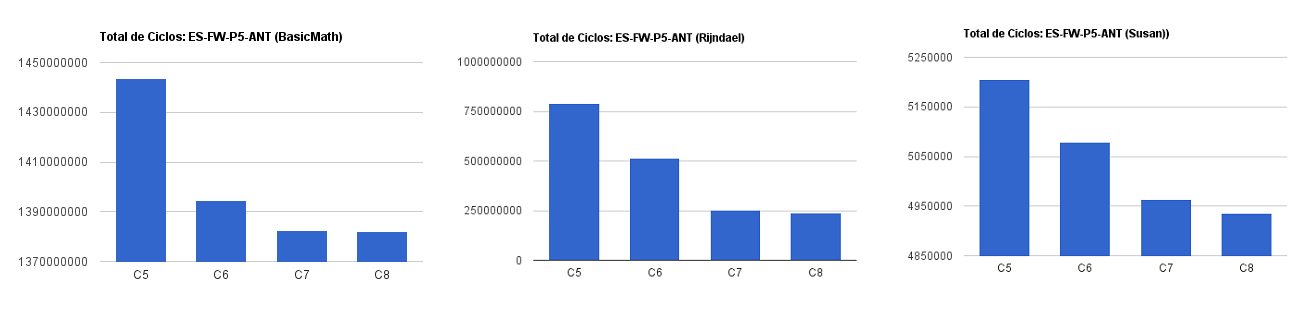 Total de Ciclos: ES-FW-P5-ANT (BasicMath)
1450000000
1430000000
1410000000
1390000000
1370000000
C5 C6 C7 C8
Total de Ciclos: ES-FW-P5-ANT (Rijndael)
1000000000
750000000
500000000
250000000
0
C5 C6 C7 C8
Total de Ciclos: ES-FW-P5-ANT (Susan))
5250000
5150000
5050000
4950000
4850000
C5 C6 C7 C8